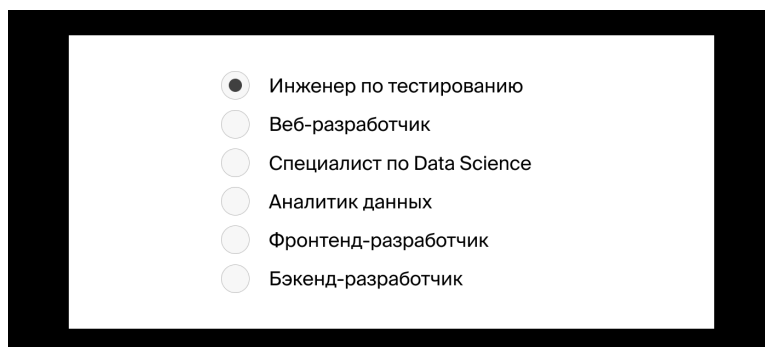 Инженер по тестированию
Веб-разработчик
Специалист по Data Science
Аналитик данных
Фронтенд-разработчик
Бэкенд-разработчик